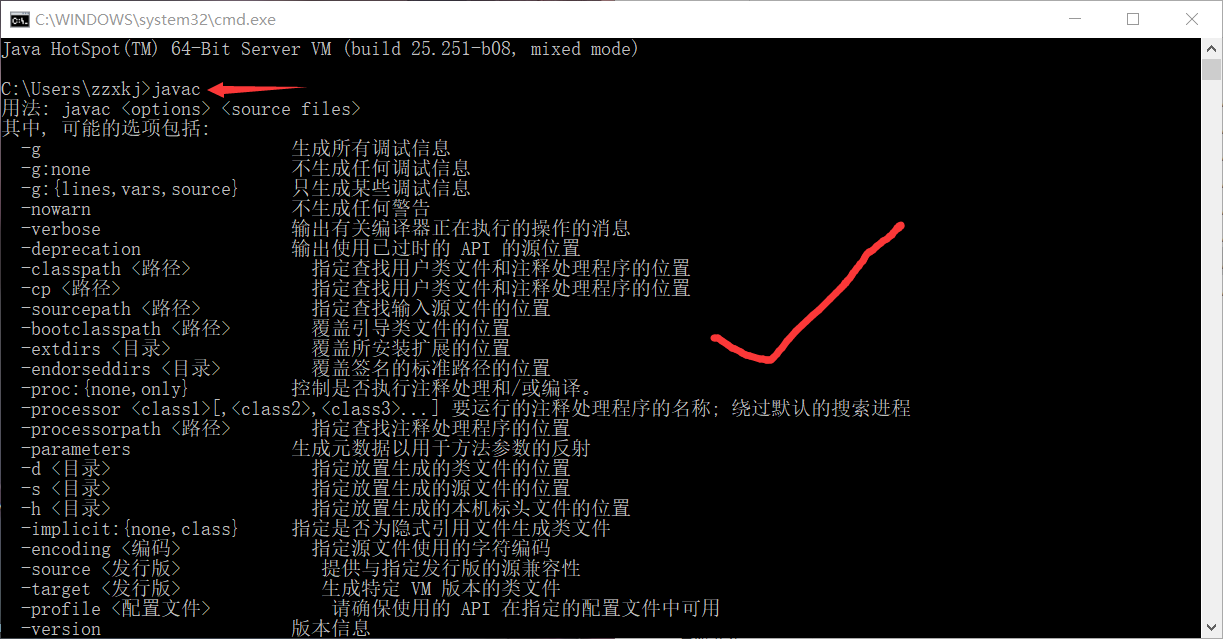 C:\WINDOWS\system32\cmd.exe
Java HotSpot(TM) 64-Bit Server VM (build 25.251-b08, mixed mode)
C:\Users\zzxkj>javac
用法: javac <options> <source files>
其中, 可能的选项包括:
-g 生成所有调试信息
-g:none 不生成任何调试信息
-g:{lines,vars,source} 只生成某些调试信息
-nowarn 不生成任何警告
-verbose 输出有关编译器正在执行的操作的消息
-deprecation 输出使用已过时的 API 的源位置
-classpath <路径> 指定查找用户类文件和注释处理程序的位置
-cp <路径> 指定查找用户类文件和注释处理程序的位置
-sourcepath <路径> 指定查找输入源文件的位置
-bootclasspath <路径> 覆盖引导类文件的位置
-extdirs <目录> 覆盖所安装扩展的位置
-endorseddirs <目录> 覆盖签名的标准路径的位置
-proc:{none,only} 控制是否执行注释处理和/或编译。
-processor <class1>[,<class2>,<class3>...] 要运行的注释处理程序的名称; 绕过默认的搜索进程
-processorpath <路径> 指定查找注释处理程序的位置
-parameters 生成元数据以用于方法参数的反射
-d <目录> 指定放置生成的类文件的位置
-s <目录> 指定放置生成的源文件的位置
-h <目录> 指定放置生成的本机标头文件的位置
-implicit:{none,class} 指定是否为隐式引用文件生成类文件
-encoding <编码> 指定源文件使用的字符编码
-source <发行版> 提供与指定发行版的源兼容性
-target <发行版> 生成特定 VM 版本的类文件
-profile <配置文件> 请确保使用的 API 在指定的配置文件中可用
-version 版本信息